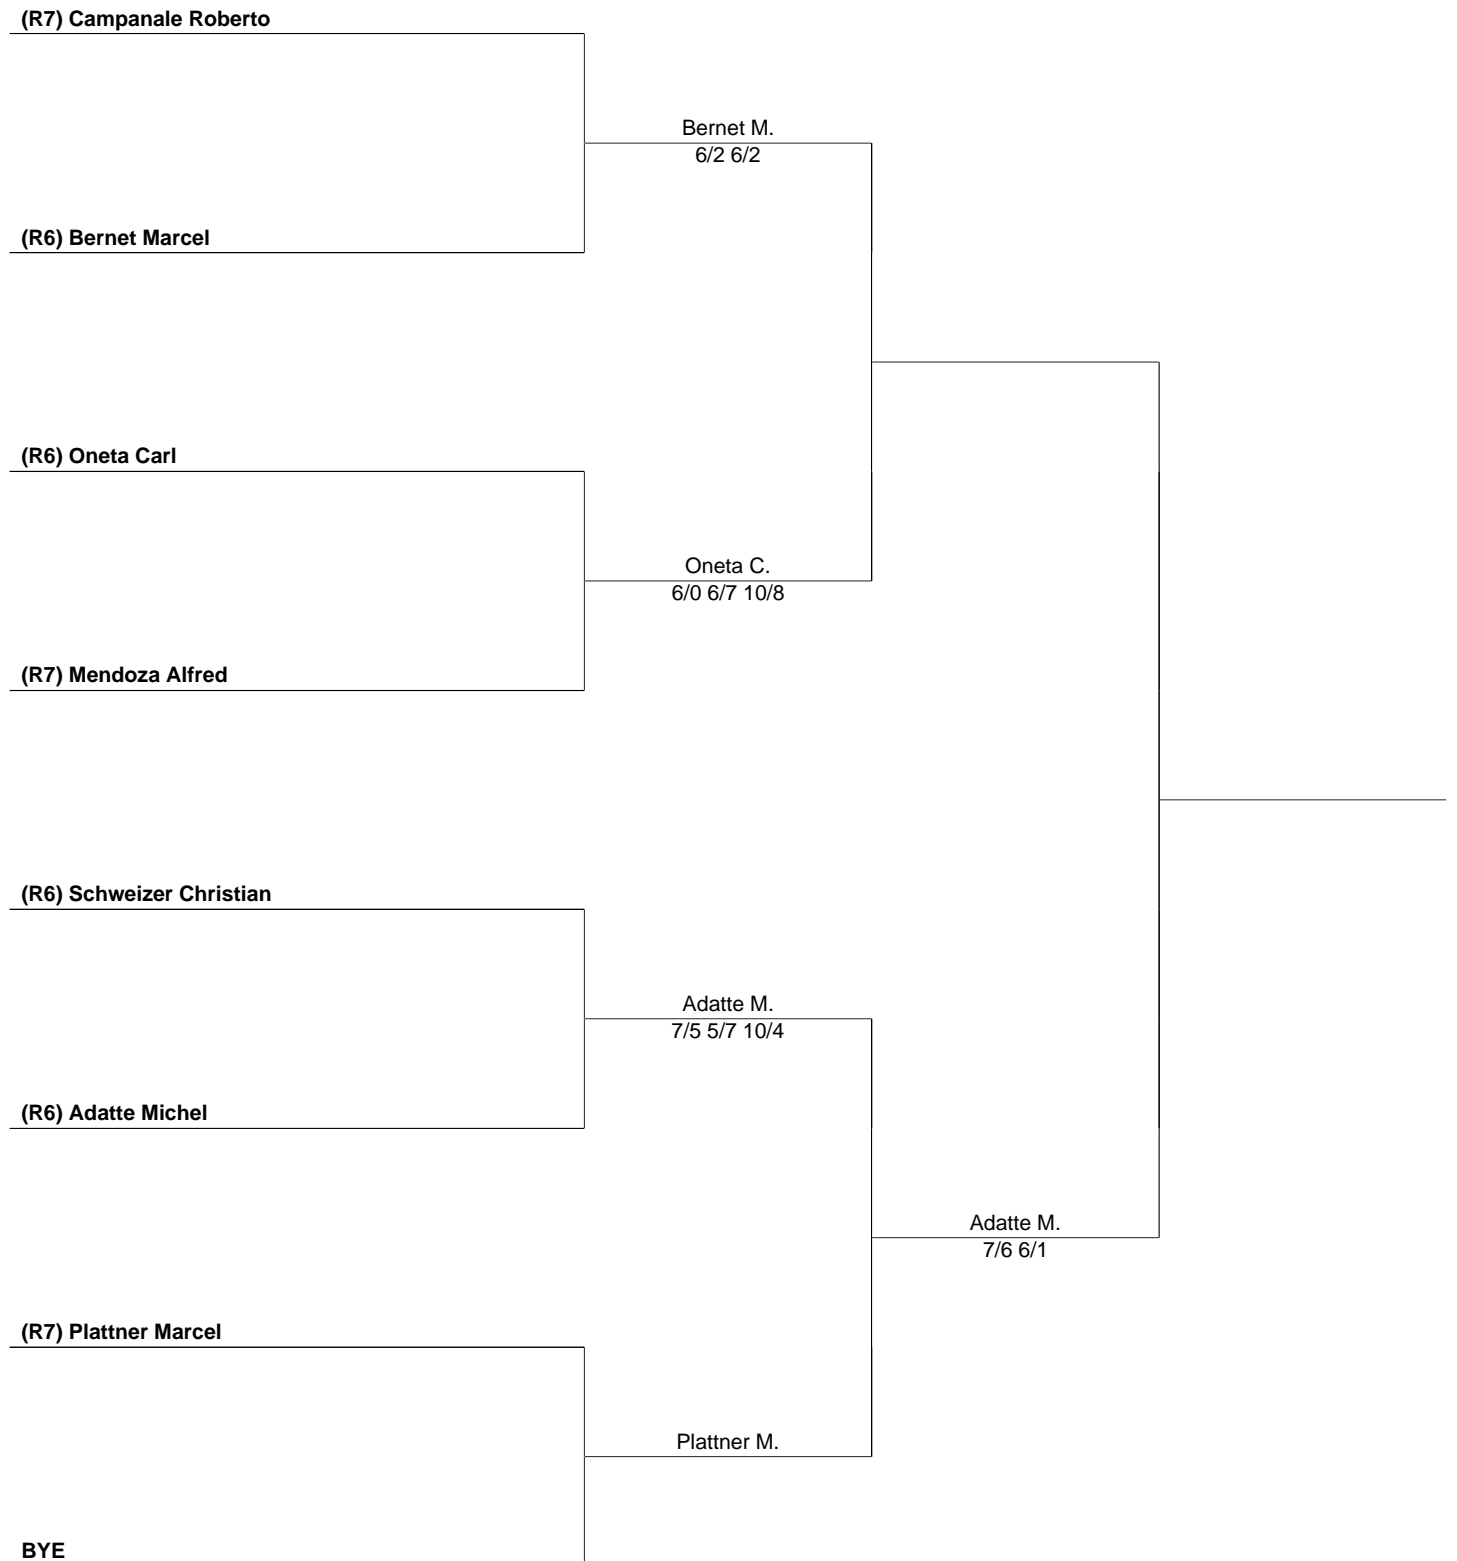 (R7) Campanale Roberto
Bernet M.
6/2 6/2
(R6) Bernet Marcel
(R6) Oneta Carl
Oneta C.
6/0 6/7 10/8
(R7) Mendoza Alfred
(R6) Schweizer Christian
Adatte M.
7/5 5/7 10/4
(R6) Adatte Michel
Adatte M.
7/6 6/1
(R7) Plattner Marcel
Plattner M.
BYE